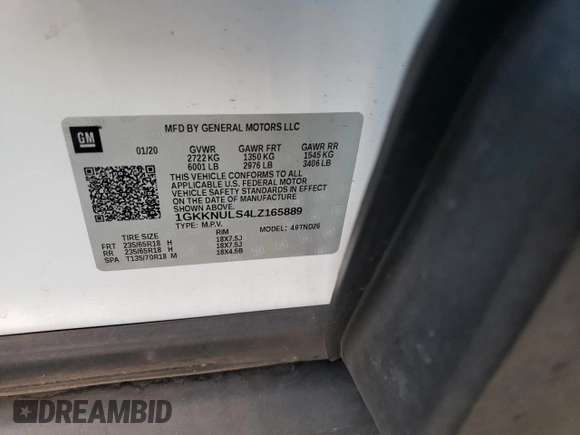 GM
MFD BY GENERAL MOTORS LLC
01/20 GVWR GAWR FRT GAWR RR
2722 KG 1350 KG 1545 KG
6001 LB 2976 LB 3406 LB
THIS VEHICLE CONFORMS TO ALL
APPLICABLE U.S. FEDERAL MOTOR
VEHICLE SAFETY STANDARDS IN EFFECT
ON THE DATE OF MANUFACTURE
SHOWN ABOVE.
1GKKNULS4LZ165889
TYPE: M.P.V. MODEL: 49TND26
TIRE SIZE RIM
FRT 235/65R18 H 18X7.5J
RR 235/65R18 H 18X7.5J
SPA T135/70R18 M 18X4.5B
DREAMBID